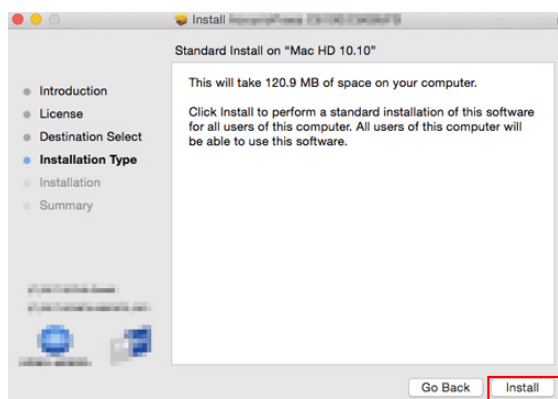 Install
Standard Install on “Mac HD 10.10”
Introduction
License
Destination Select
Installation Type
Installation
Summary
This will take 120.9 MB of space on your computer.
Click Install to perform a standard installation of this software
for all users of this computer. All users of this computer will
be able to use this software.
Go Back
Install